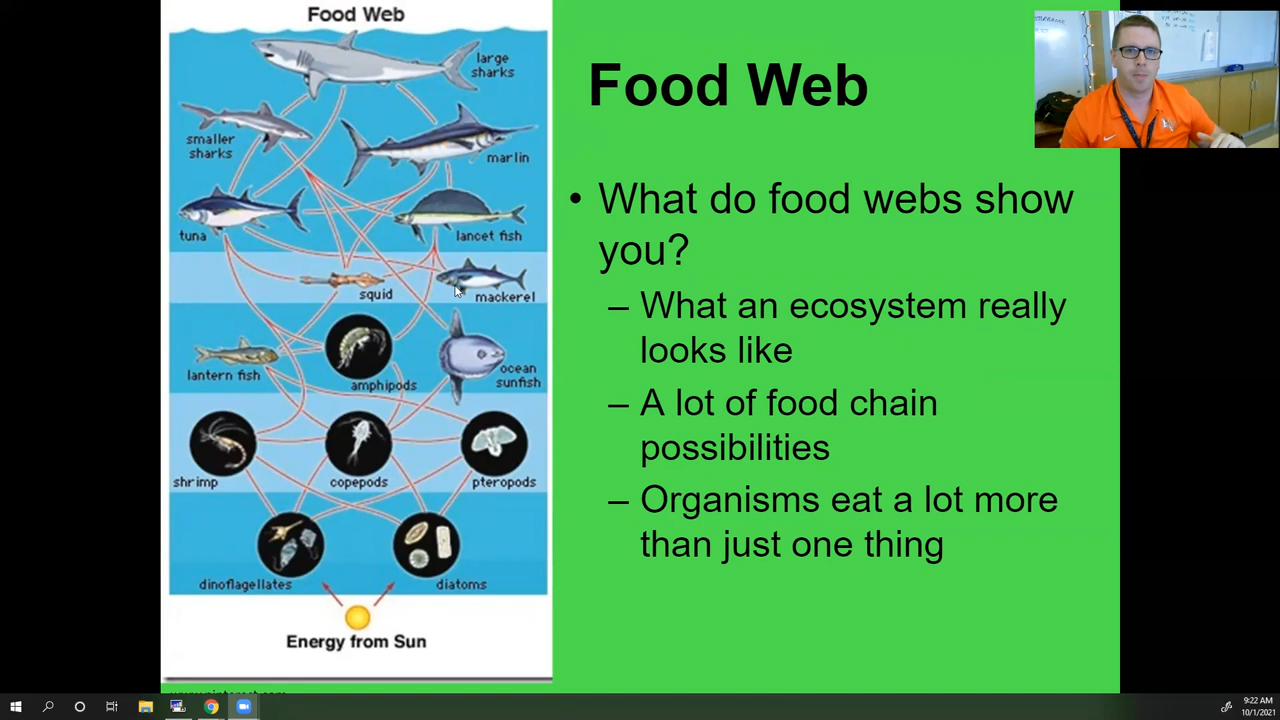 Food Web
large
sharks
smaller
sharks
marlin
tuna
lancet fish
squid
mackerel
lantern fish
amphipods
ocean
sunfish
shrimp
copepods
pteropods
dinoflagellates
diatoms
Energy from Sun
Food Web
• What do food webs show
you?
– What an ecosystem really
looks like
– A lot of food chain
possibilities
– Organisms eat a lot more
than just one thing
9:22 AM
10/1/2021